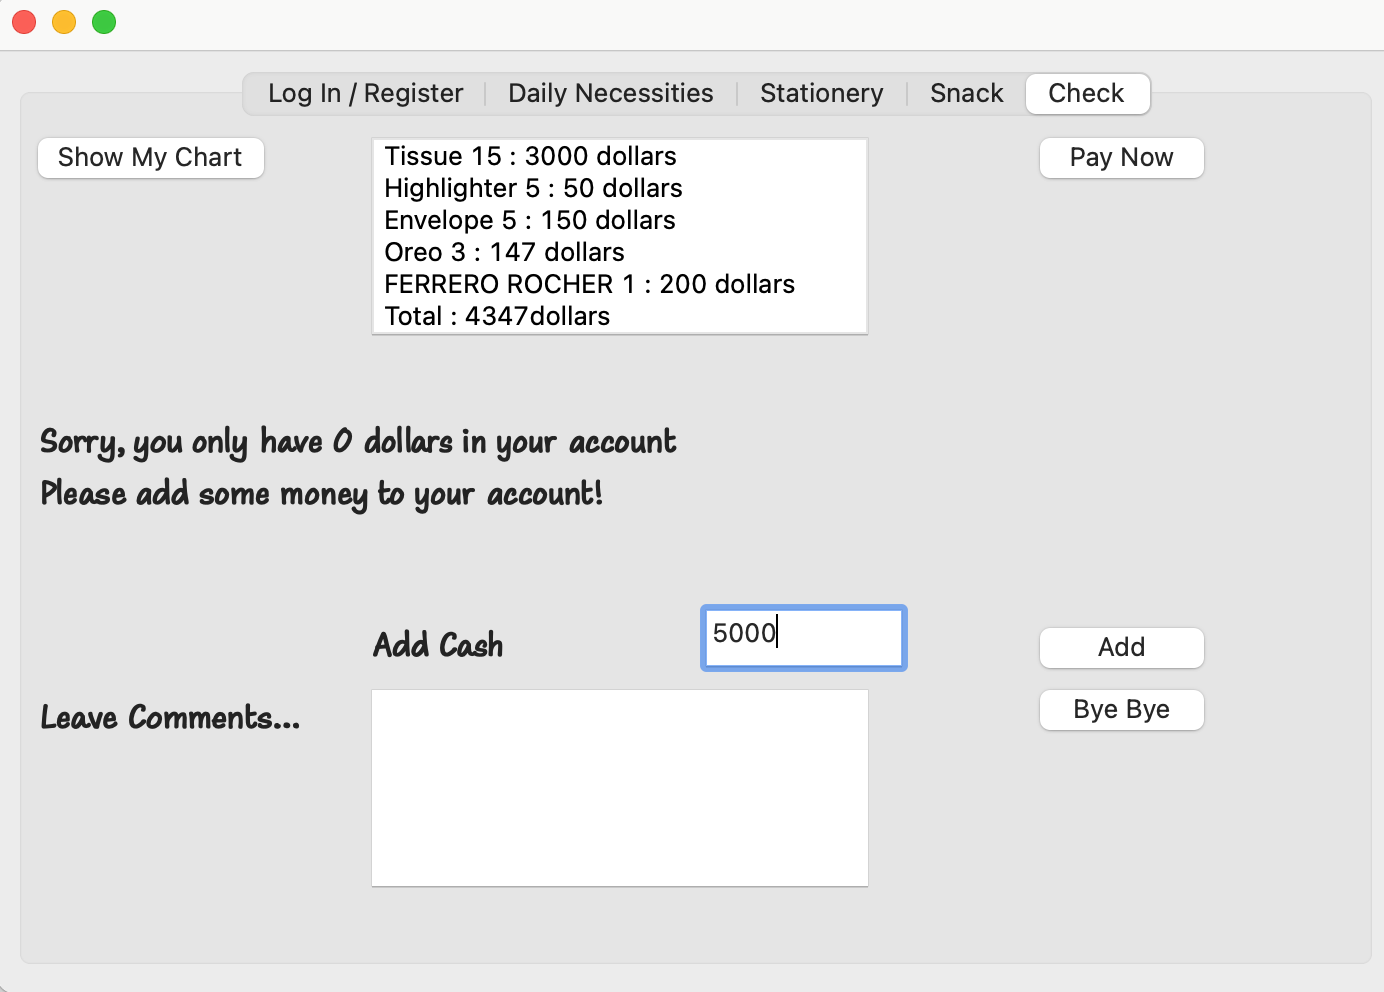 Log In / Register
Daily Necessities
Stationery
Snack
Check
Show My Chart
Tissue 15 : 3000 dollars
Highlighter 5 : 50 dollars
Envelope 5 : 150 dollars
Oreo 3 : 147 dollars
FERRERO ROCHER 1 : 200 dollars
Total : 4347dollars
Pay Now
Sorry, you only have 0 dollars in your account
Please add some money to your account!
Add Cash
5000
Add
Leave Comments...
Bye Bye